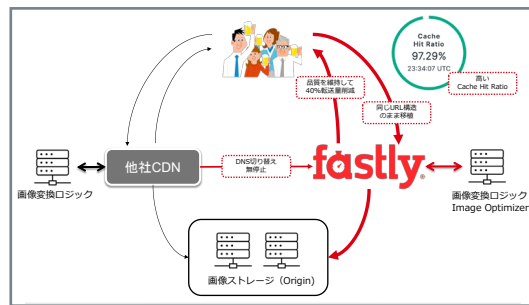 Cache
Hit Ratio
97.29%
23:34:07 UTC
高い
Cache Hit Ratio
品質を維持して
40%転送量削減
同じURL構造
のまま移植
他社CDN
DNS切り替え
無停止
fastly
画像変換ロジック
画像変換ロジック
Image Optimizer
画像ストレージ（Origin）